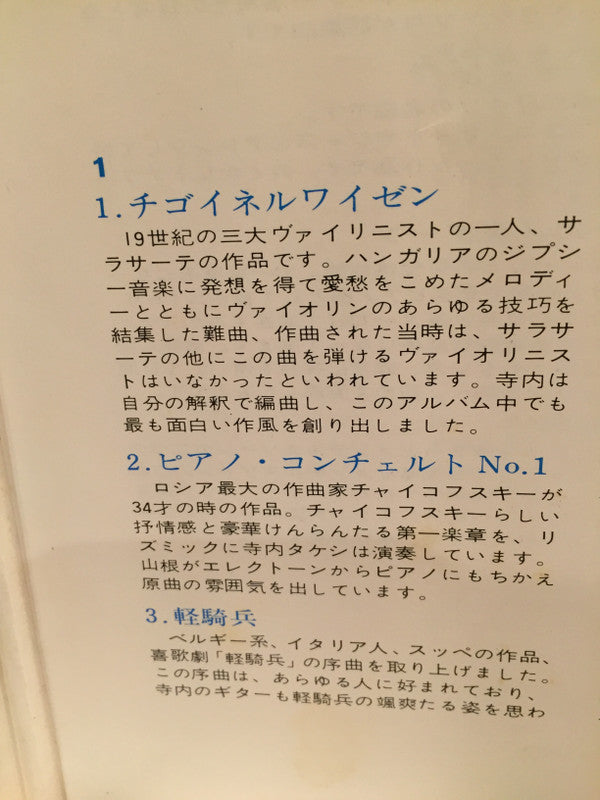 1
1.チゴイネルワイゼン
19世紀の三大ヴァイリニストの一人、サ
ラサーテの作品です。ハンガリアのジプシ
ー音楽に発想を得て愛愁をこめたメロディ
ーとともにヴァイオリンのあらゆる技巧を
結集した難曲、作曲された当時は、サラサ
ーテの他にこの曲を弾けるヴァイオリニス
トはいなかったといわれています。寺内は
自分の解釈で編曲し、このアルバム中でも
最も面白い作風を創り出しました。
2.ピアノ・コンチェルト No.1
ロシア最大の作曲家チャイコフスキーが
34才の時の作品。チャイコフスキーらしい
抒情感と豪華けんらんたる第一楽章を、リ
ズミックに寺内タケシは演奏しています。
山根がエレクトーンからピアノにもちかえ
原曲の雰囲気を出しています。
3.軽騎兵
ベルギー系、イタリア人、スッペの作品、
喜歌劇「軽騎兵」の序曲を取り上げました。
この序曲は、あらゆる人に好まれており、
寺内のギターも軽騎兵の颯爽たる姿を思わ